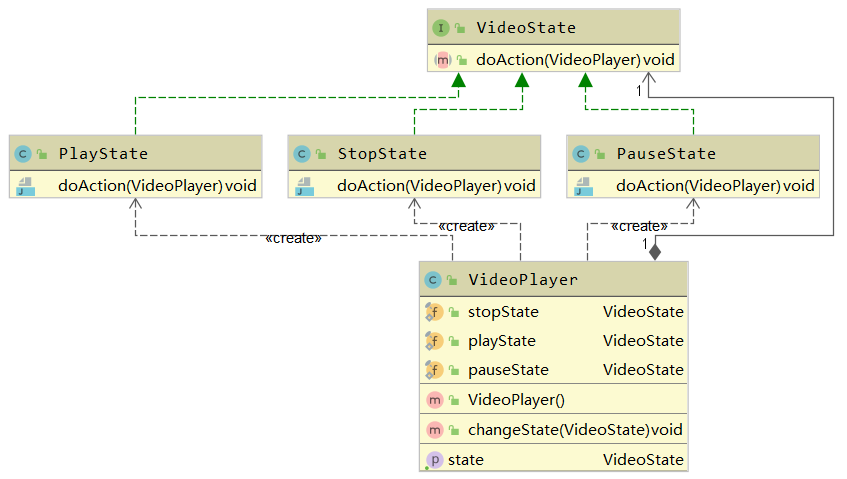 I VideoState
m doAction(VideoPlayer) void
1
C PlayState
C StopState
C PauseState
J doAction(VideoPlayer) void
J doAction(VideoPlayer) void
J doAction(VideoPlayer) void
«create»
«create»
«create»
1
C VideoPlayer
f stopState VideoState
f playState VideoState
f pauseState VideoState
m VideoPlayer()
m changeState(VideoState) void
p state VideoState